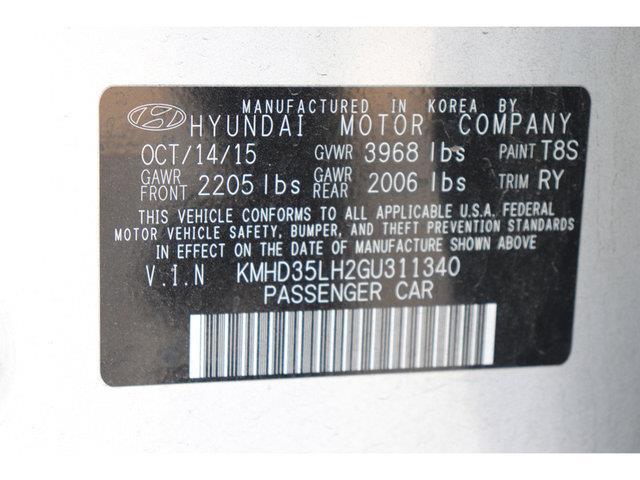 MANUFACTURED IN KOREA BY
HYUNDAI MOTOR COMPANY
OCT/14/15 GVWR 3968 lbs PAINT T8S
GAWR FRONT 2205 lbs GAWR REAR 2006 lbs TRIM RY
THIS VEHICLE CONFORMS TO ALL APPLICABLE U.S.A. FEDERAL
MOTOR VEHICLE SAFETY, BUMPER, AND THEFT PREVENTION STANDARDS
IN EFFECT ON THE DATE OF MANUFACTURE SHOWN ABOVE
V.I.N KMHD35LH2GU311340
PASSENGER CAR